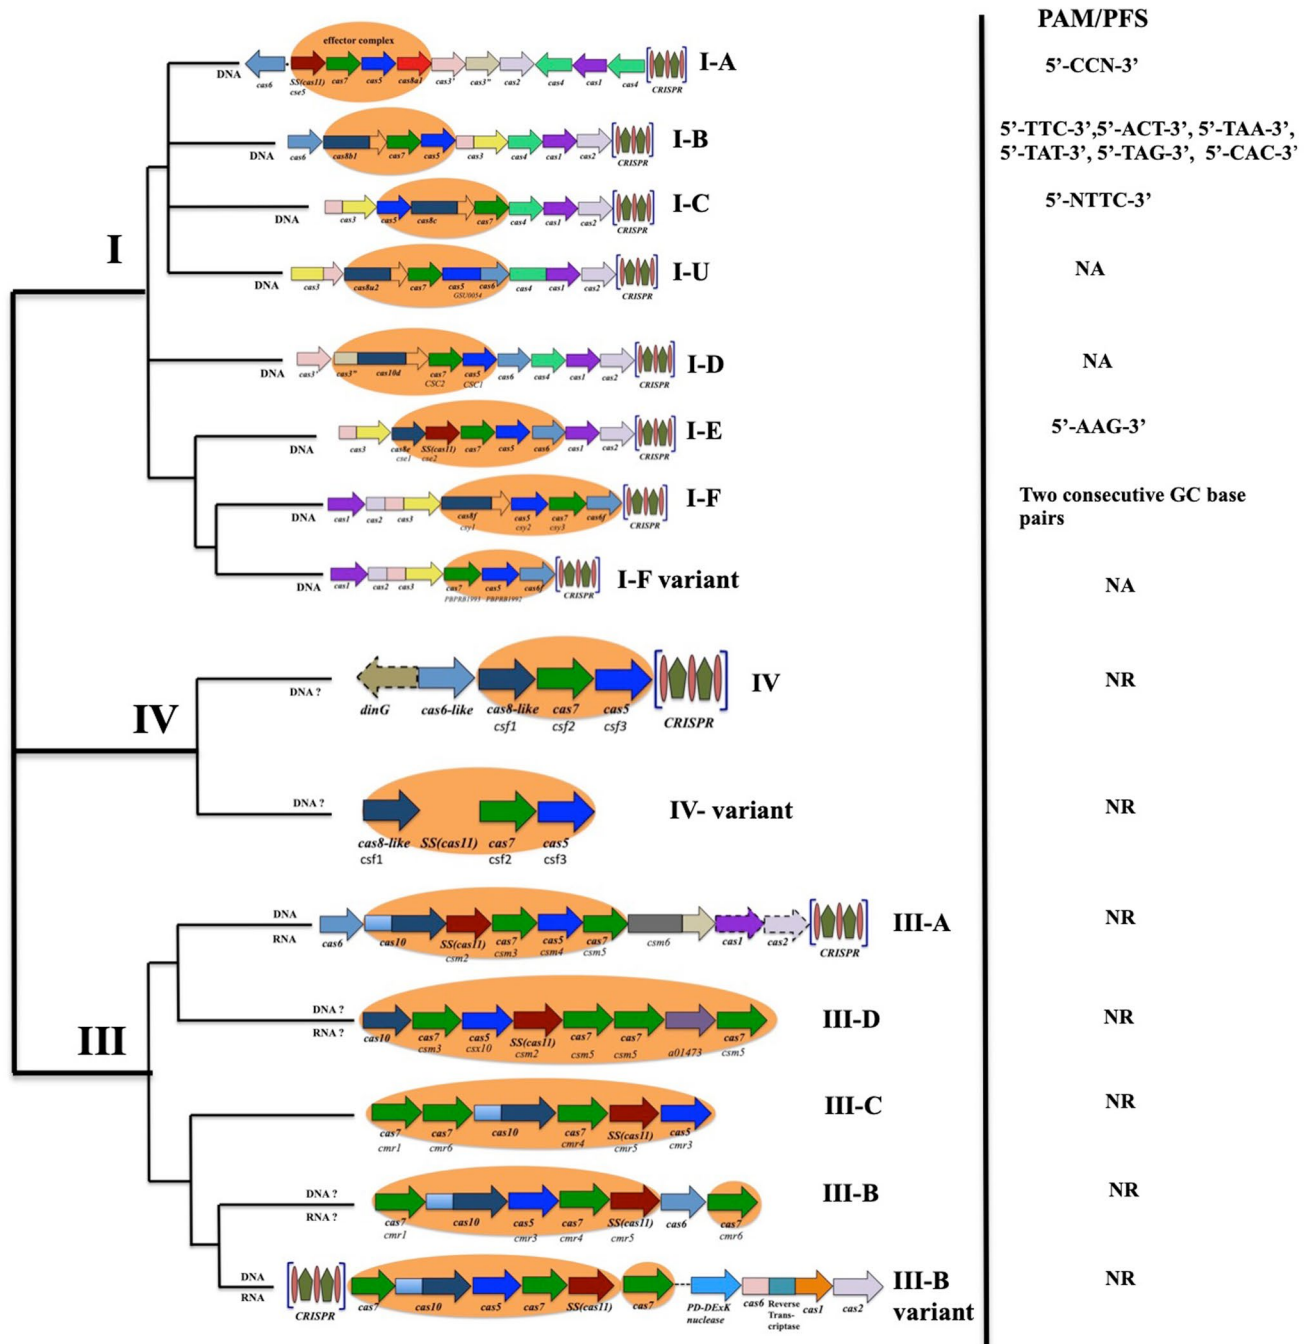 PAM/PFS
effector complex
DNA
cas6
SS(cas11)
cse5
cas7
cas5
cas8a1
cas3'
cas3"
cas2
cas4
cas1
cas4
CRISPR
I-A
5'-CCN-3'
DNA
cas6
cas8b1
cas7
cas5
cas3
cas4
cas1
cas2
CRISPR
I-B
5'-TTC-3',5'-ACT-3', 5'-TAA-3',
5'-TAT-3', 5'-TAG-3', 5'-CAC-3'
DNA
cas3
cas5
cas8c
cas7
cas4
cas1
cas2
CRISPR
I-C
5'-NTTC-3'
I
DNA
cas3
cas8u2
cas7
cas5
GSU0054
cas6
cas4
cas1
cas2
CRISPR
I-U
NA
DNA
cas3'
cas3"
cas10d
cas7
CSC2
cas5
CSC1
cas6
cas4
cas1
cas2
CRISPR
I-D
NA
DNA
cas3
cas8e
cse1
SS(cas11)
cse2
cas7
cas5
cas6
cas1
cas2
CRISPR
I-E
5'-AAG-3'
DNA
cas1
cas2
cas3
cas8f
csy1
cas5
csy2
cas7
csy3
cas6f
CRISPR
I-F
Two consecutive GC base
pairs
DNA
cas1
cas2
cas3
cas7
PBPRB1993
cas5
PBPRB1992
cas6f
CRISPR
I-F variant
NA
IV
DNA ?
dinG
cas6-like
cas8-like
csf1
cas7
csf2
cas5
csf3
CRISPR
IV
NR
DNA ?
cas8-like
csf1
SS(cas11)
cas7
csf2
cas5
csf3
IV- variant
NR
III
DNA
RNA
cas6
cas10
SS(cas11)
csm2
cas7
csm3
cas5
csm4
cas7
csm5
csm6
cas1
cas2
CRISPR
III-A
NR
DNA ?
RNA ?
cas10
cas7
csm3
cas5
csx10
SS(cas11)
csm2
cas7
csm5
cas7
csm5
a01473
cas7
csm5
III-D
NR
cas7
cmr1
cas7
cmr6
cas10
cas7
cmr4
SS(cas11)
cmr5
cas5
cmr3
III-C
NR
DNA ?
RNA ?
cas7
cmr1
cas10
cas5
cmr3
cas7
cmr4
SS(cas11)
cmr5
cas6
cas7
cmr6
III-B
NR
DNA
RNA
CRISPR
cas7
cas10
cas5
cas7
SS(cas11)
cas7
PD-DExK
nuclease
cas6
Reverse
Trans-
criptase
cas1
cas2
III-B
variant
NR